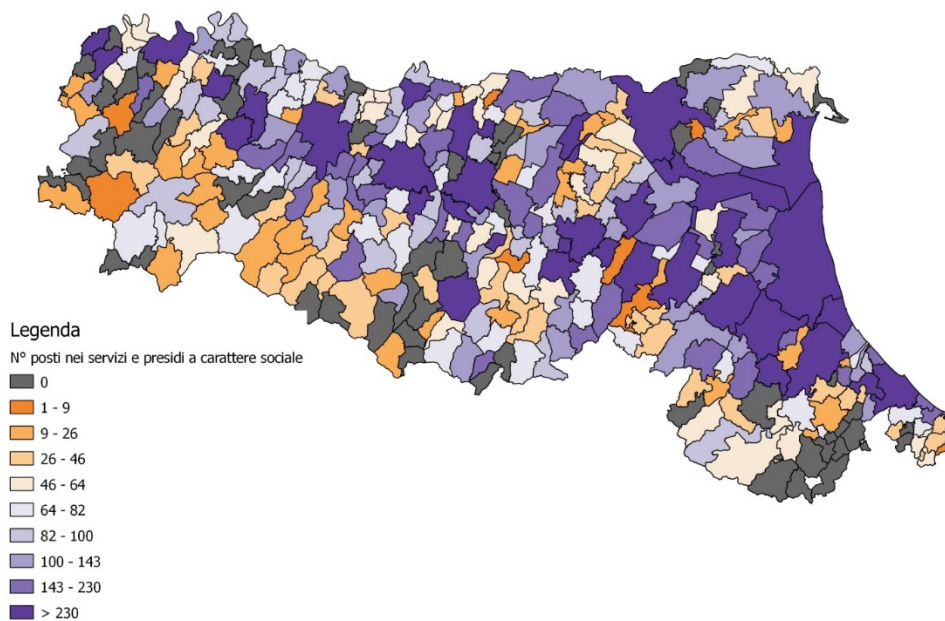 Legenda
N° posti nei servizi e presidi a carattere sociale
0
1 - 9
9 - 26
26 - 46
46 - 64
64 - 82
82 - 100
100 - 143
143 - 230
> 230